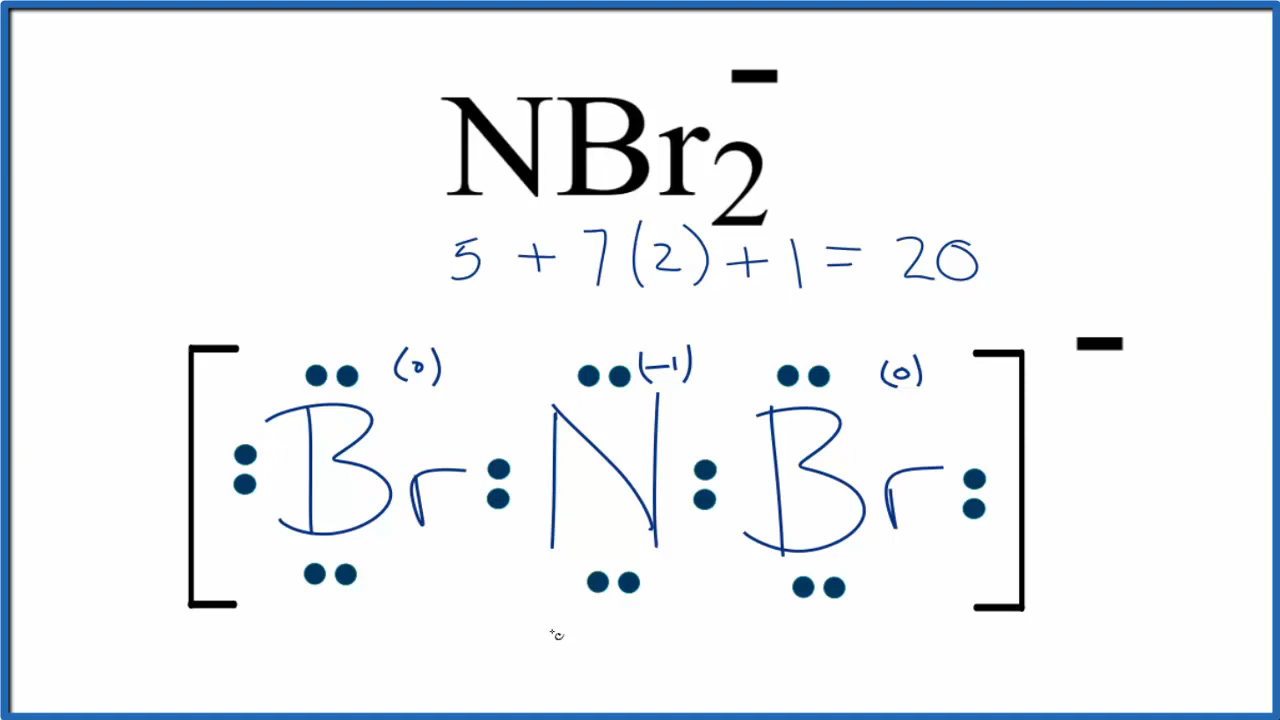 NBr₂⁻
5 + 7(2) + 1 = 20
(0) (-1) (0) −
[ :Br : N : Br: ]